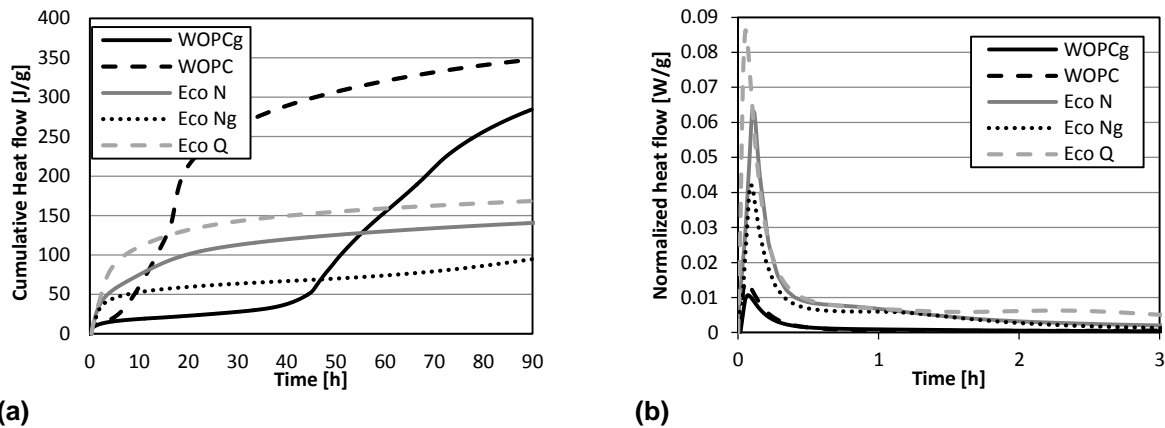 400
350
300
250
200
150
100
50
0
Cumulative Heat flow [J/g]
WOPCg
WOPC
Eco N
Eco Ng
Eco Q
0 10 20 30 40 50 60 70 80 90
Time [h]
(a)
0.09
0.08
0.07
0.06
0.05
0.04
0.03
0.02
0.01
0
Normalized heat flow [W/g]
WOPCg
WOPC
Eco N
Eco Ng
Eco Q
0 1 2 3
Time [h]
(b)